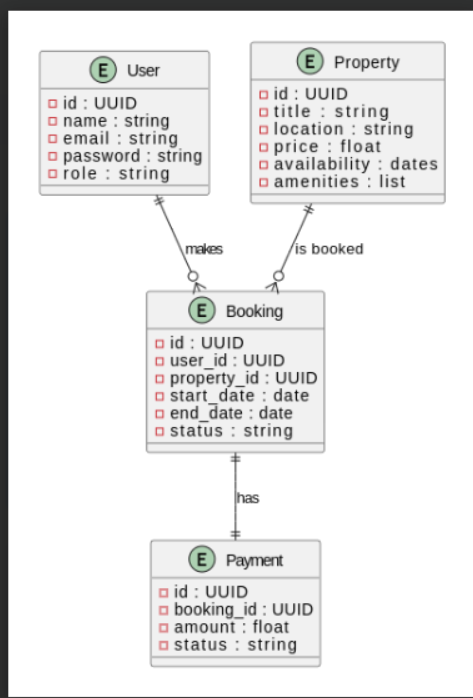 E User
id : UUID
name : string
email : string
password : string
role : string
E Property
id : UUID
title : string
location : string
price : float
availability : dates
amenities : list
makes
is booked
E Booking
id : UUID
user_id : UUID
property_id : UUID
start_date : date
end_date : date
status : string
has
E Payment
id : UUID
booking_id : UUID
amount : float
status : string